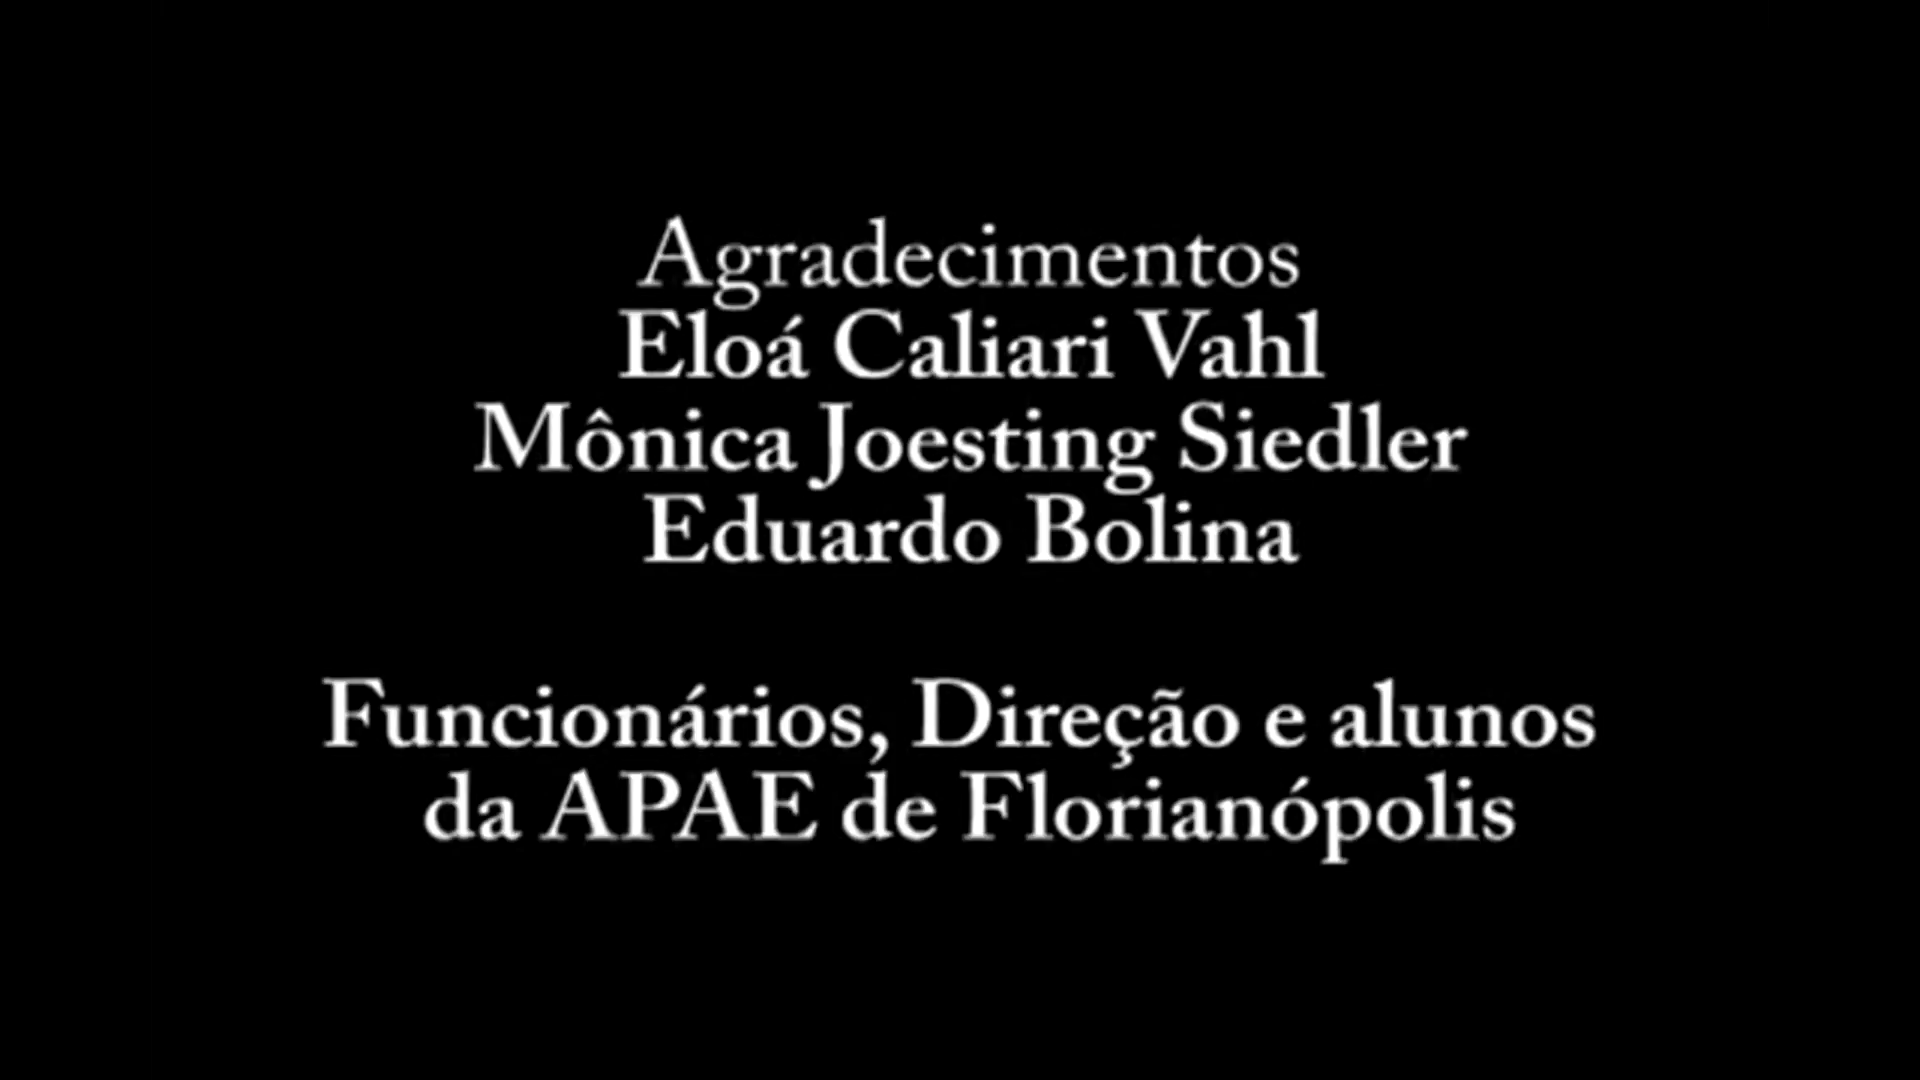 Agradecimentos
Eloá Caliari Vahl
Mônica Joesting Siedler
Eduardo Bolina
Funcionários, Direção e alunos
da APAE de Florianópolis